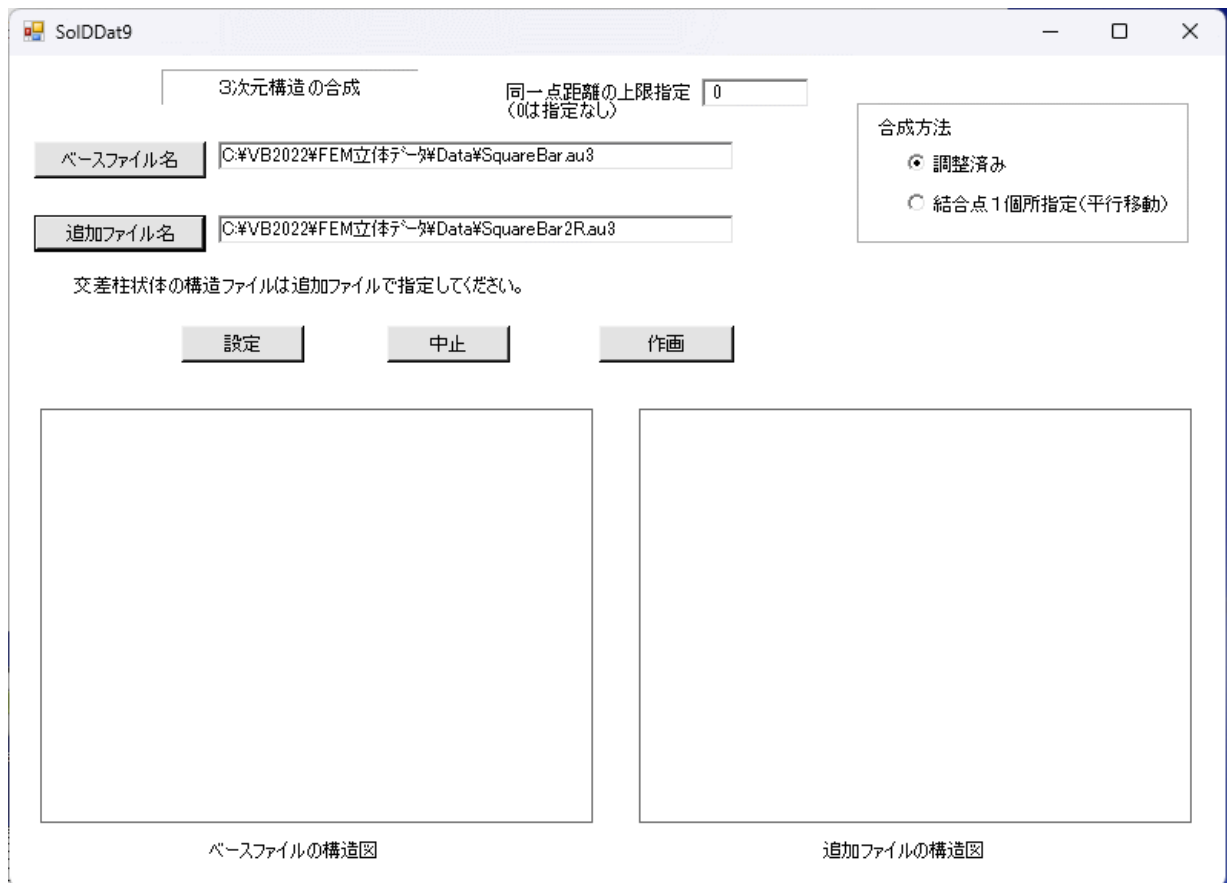 SolDDat9
3次元構造の合成
同一点距離の上限指定
(0は指定なし)
0
合成方法
調整済み
結合点1個所指定(平行移動)
ベースファイル名
C:¥VB2022¥FEM立体ﾃﾞｰﾀ¥Data¥SquareBar.au3
追加ファイル名
C:¥VB2022¥FEM立体ﾃﾞｰﾀ¥Data¥SquareBar2R.au3
交差柱状体の構造ファイルは追加ファイルで指定してください。
設定
中止
作画
ベースファイルの構造図
追加ファイルの構造図